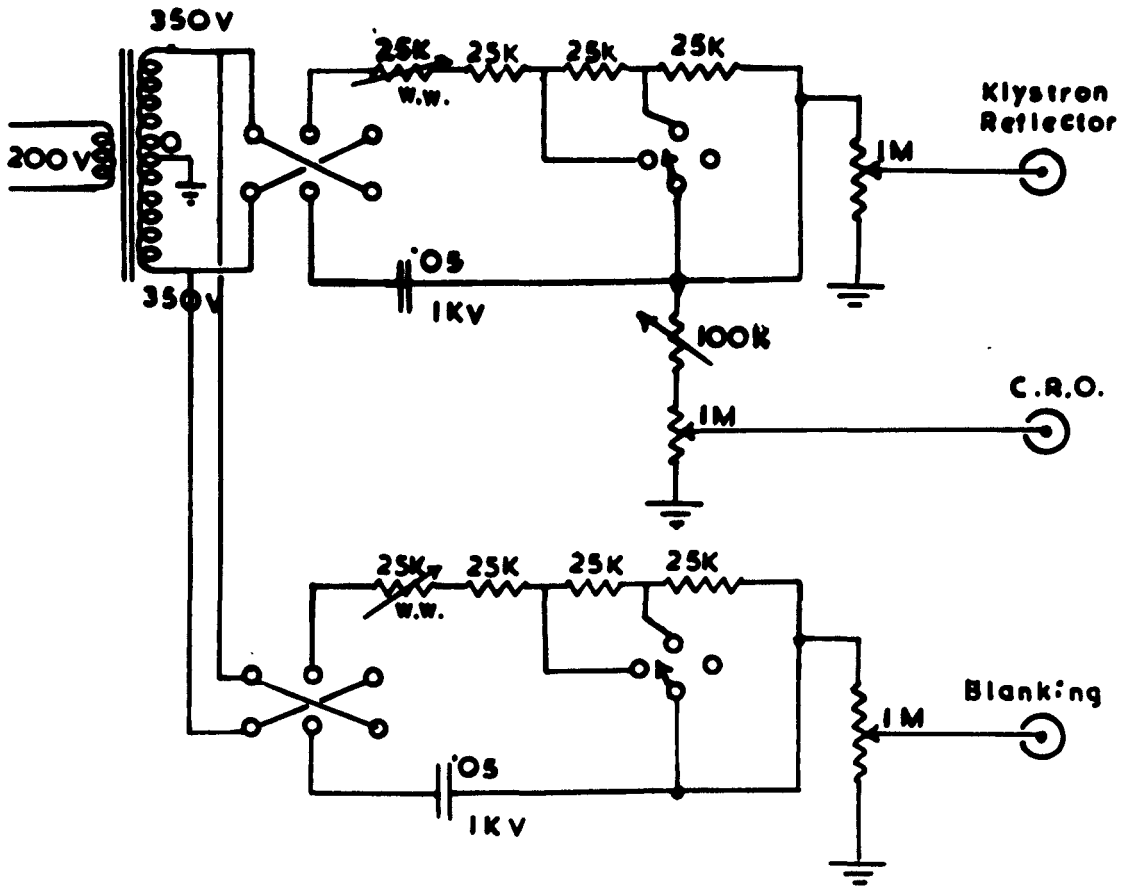 350V
25K
25K
25K
25K
W.W.
Klystron
Reflector
200V
O
1M
.05
350V
1KV
100K
C.R.O.
1M
25K
25K
25K
25K
W.W.
Blanking
1M
.05
1KV